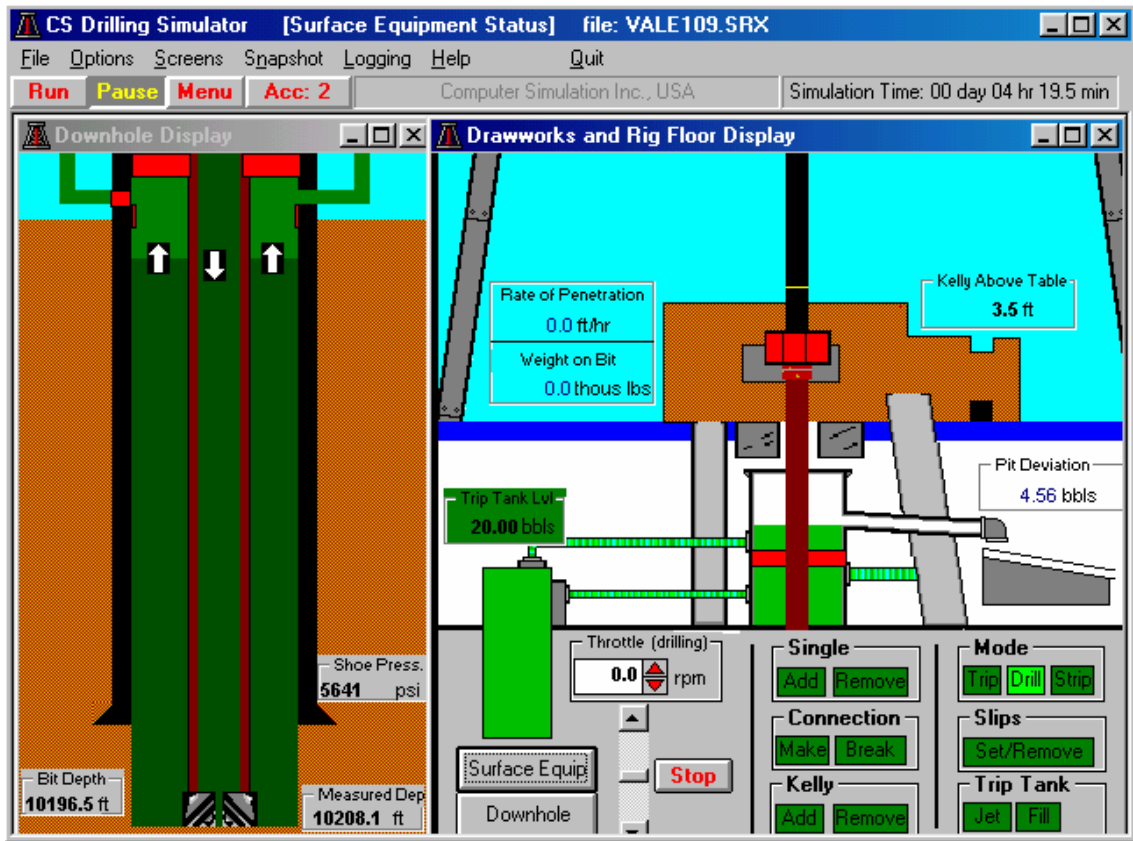 CS Drilling Simulator [Surface Equipment Status] file: VALE109.SRX
File Options Screens Snapshot Logging Help Quit
Run Pause Menu Acc: 2 Computer Simulation Inc., USA Simulation Time: 00 day 04 hr 19.5 min
Downhole Display
Shoe Press.
5641 psi
Bit Depth
10196.5 ft
Measured Dep
10208.1 ft
Drawworks and Rig Floor Display
Rate of Penetration
0.0 ft/hr
Weight on Bit
0.0 thous lbs
Kelly Above Table
3.5 ft
Pit Deviation
4.56 bbls
Trip Tank Lvl
20.00 bbls
Throttle (drilling)
0.0 rpm
Surface Equip
Downhole
Stop
Single
Add Remove
Connection
Make Break
Kelly
Add Remove
Mode
Trip Drill Strip
Slips
Set/Remove
Trip Tank
Jet Fill